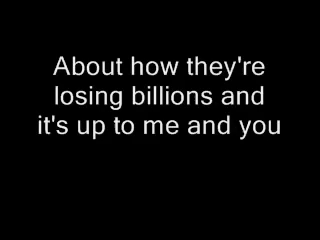 About how they're
losing billions and
it's up to me and you